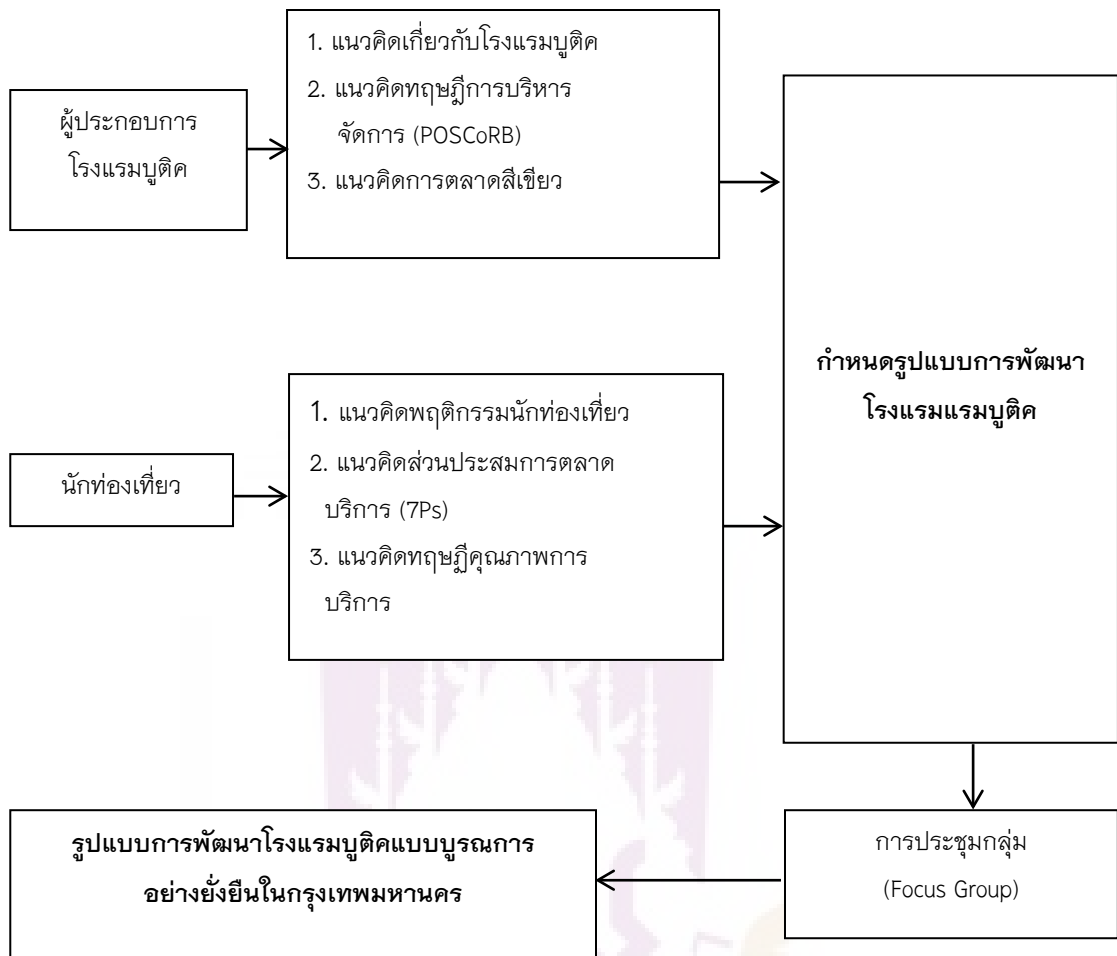 ผู้ประกอบการ
โรงแรมบูติค
1. แนวคิดเกี่ยวกับโรงแรมบูติค
2. แนวคิดทฤษฎีการบริหาร
จัดการ (POSCoRB)
3. แนวคิดการตลาดสีเขียว
นักท่องเที่ยว
1. แนวคิดพฤติกรรมนักท่องเที่ยว
2. แนวคิดส่วนประสมการตลาด
บริการ (7Ps)
3. แนวคิดทฤษฎีคุณภาพการ
บริการ
กำหนดรูปแบบการพัฒนา
โรงแรมแรมบูติค
การประชุมกลุ่ม
(Focus Group)
รูปแบบการพัฒนาโรงแรมบูติคแบบบูรณการ
อย่างยั่งยืนในกรุงเทพมหานคร